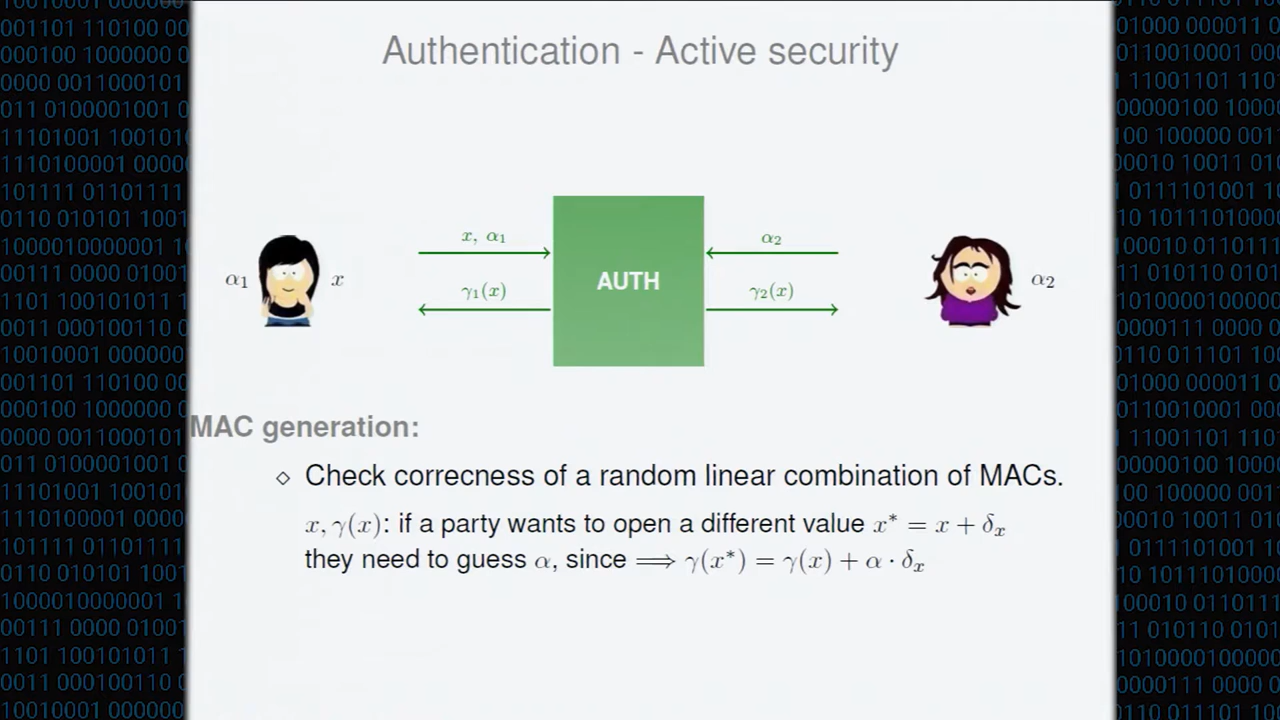 Authentication - Active security
x, α₁
α₂
α₁
x
AUTH
α₂
γ₁(x)
γ₂(x)
MAC generation:
◇ Check correcness of a random linear combination of MACs.
x, γ(x): if a party wants to open a different value x* = x + δₓ
they need to guess α, since ⟹ γ(x*) = γ(x) + α · δₓ